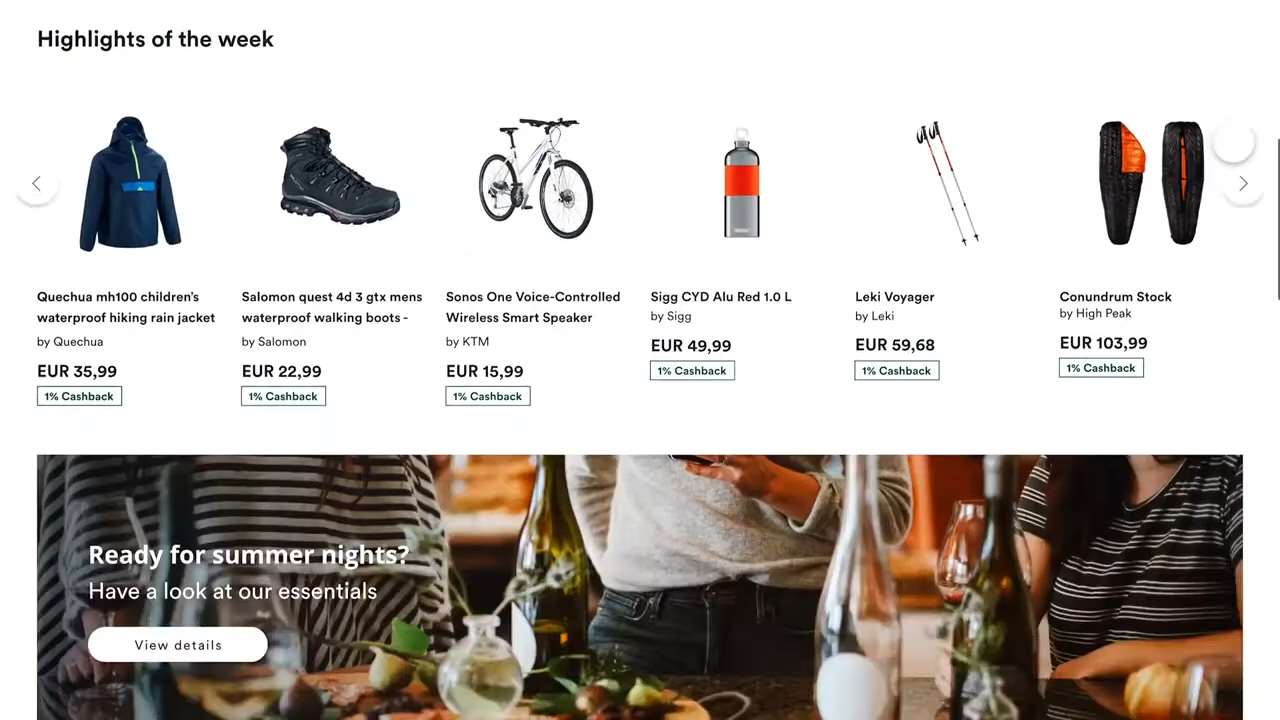 Highlights of the week
Quechua mh100 children's
waterproof hiking rain jacket
by Quechua
EUR 35,99
1% Cashback
Salomon quest 4d 3 gtx mens
waterproof walking boots -
by Salomon
EUR 22,99
1% Cashback
Sonos One Voice-Controlled
Wireless Smart Speaker
by KTM
EUR 15,99
1% Cashback
Sigg CYD Alu Red 1.0 L
by Sigg
EUR 49,99
1% Cashback
Leki Voyager
by Leki
EUR 59,68
1% Cashback
Conundrum Stock
by High Peak
EUR 103,99
1% Cashback
Ready for summer nights?
Have a look at our essentials
View details